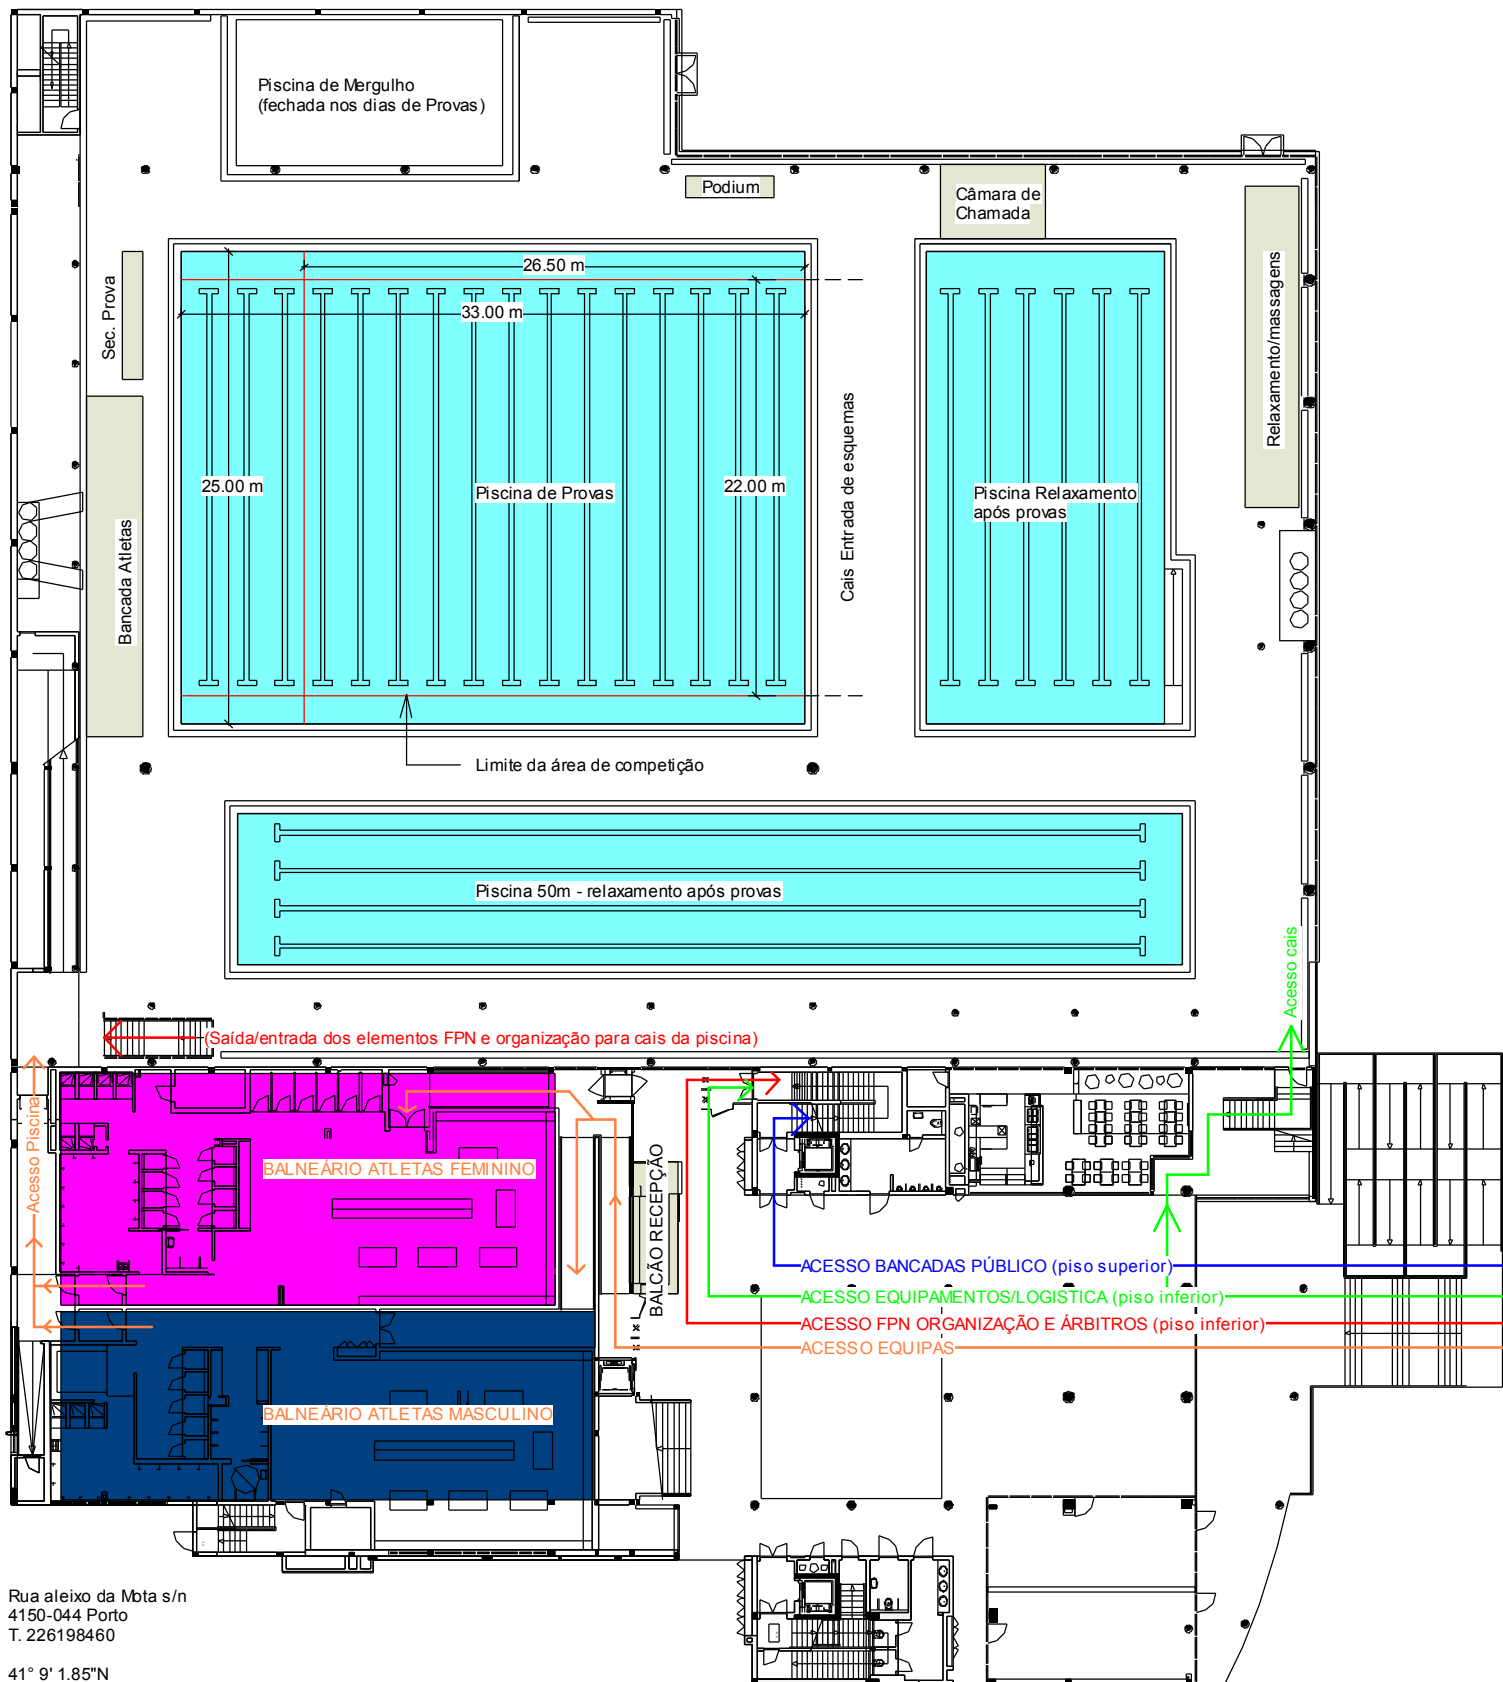 Piscina de Mergulho
(fechada nos dias de Provas)
Podium
Câmara de
Chamada
Sec. Prova
26.50 m
33.00 m
Relaxamento/massagens
25.00 m
Piscina de Provas
22.00 m
Cais Entrada de esquemas
Piscina Relaxamento
após provas
Bancada Atletas
Limite da área de competição
Piscina 50m - relaxamento após provas
Acesso cais
(Saída/entrada dos elementos FPN e organização para cais da piscina)
Acesso Piscina
BALNEÁRIO ATLETAS FEMININO
BALCÃO RECEPÇÃO
ACESSO BANCADAS PÚBLICO (piso superior)
ACESSO EQUIPAMENTOS/LOGISTICA (piso inferior)
ACESSO FPN ORGANIZAÇÃO E ÁRBITROS (piso inferior)
ACESSO EQUIPAS
BALNEÁRIO ATLETAS MASCULINO
Rua aleixo da Mota s/n
4150-044 Porto
T. 226198460
41° 9' 1.85"N